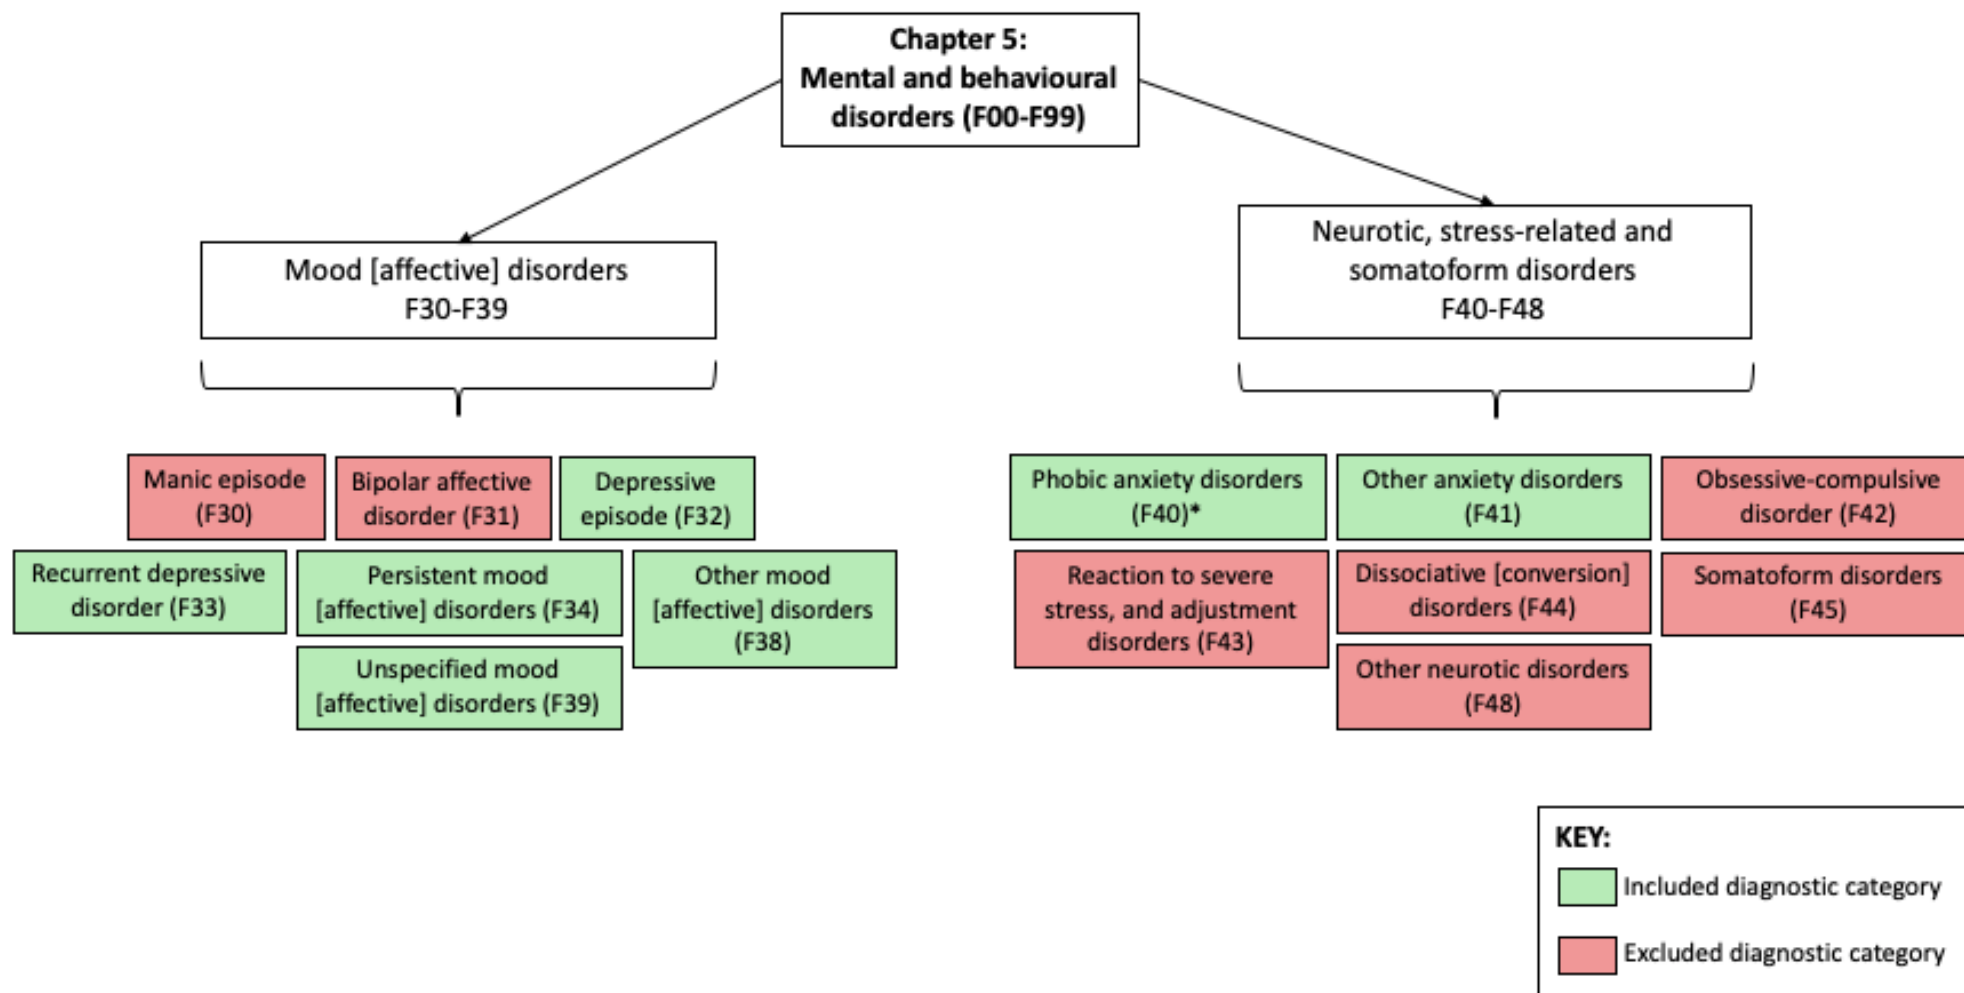 Chapter 5:
Mental and behavioural
disorders (F00-F99)
Mood [affective] disorders
F30-F39
Neurotic, stress-related and
somatoform disorders
F40-F48
Manic episode
(F30)
Bipolar affective
disorder (F31)
Depressive
episode (F32)
Recurrent depressive
disorder (F33)
Persistent mood
[affective] disorders (F34)
Other mood
[affective] disorders
(F38)
Unspecified mood
[affective] disorders (F39)
Phobic anxiety disorders
(F40)*
Other anxiety disorders
(F41)
Obsessive-compulsive
disorder (F42)
Reaction to severe
stress, and adjustment
disorders (F43)
Dissociative [conversion]
disorders (F44)
Somatoform disorders
(F45)
Other neurotic disorders
(F48)
KEY:
Included diagnostic category
Excluded diagnostic category